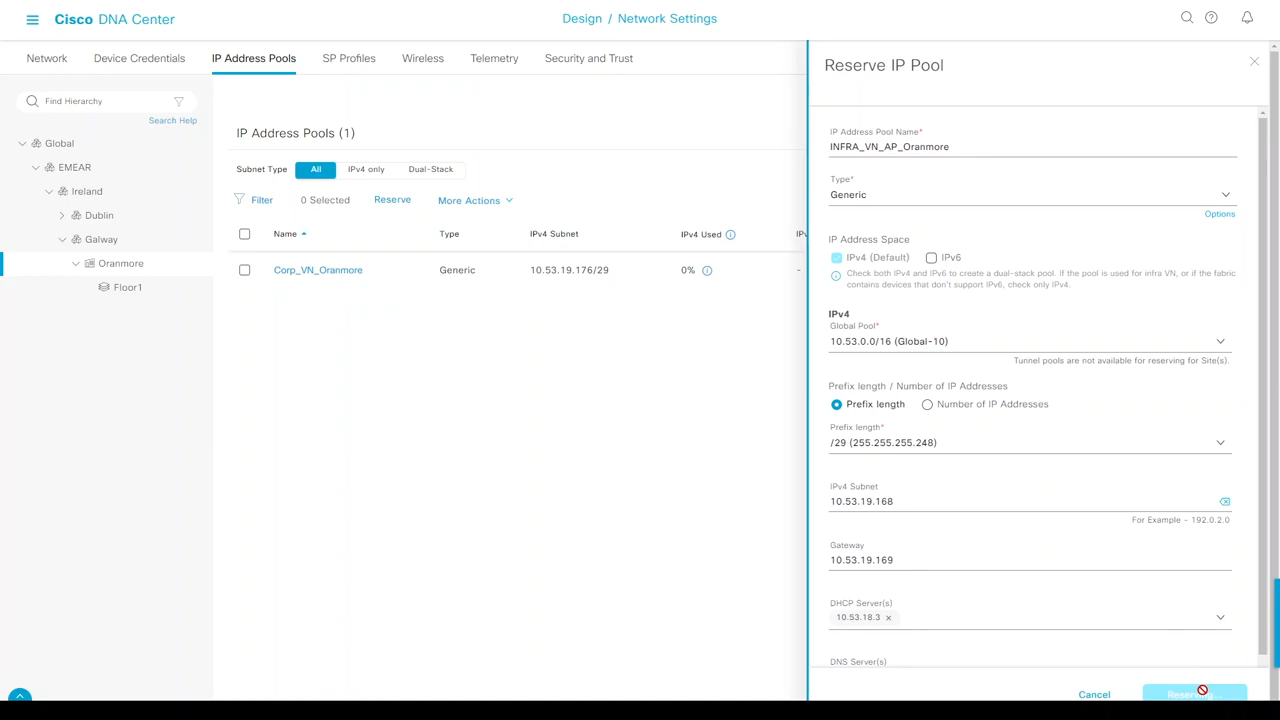 Cisco DNA Center
Design / Network Settings
Network
Device Credentials
IP Address Pools
SP Profiles
Wireless
Telemetry
Security and Trust
Find Hierarchy
Search Help
Global
EMEAR
Ireland
Dublin
Galway
Oranmore
Floor1
IP Address Pools (1)
Subnet Type
All
IPv4 only
Dual-Stack
Filter
0 Selected
Reserve
More Actions
Name
Type
IPv4 Subnet
IPv4 Used
IPv
Corp_VN_Oranmore
Generic
10.53.19.176/29
0%
-
Reserve IP Pool
IP Address Pool Name*
INFRA_VN_AP_Oranmore
Type*
Generic
Options
IP Address Space
IPv4 (Default)
IPv6
Check both IPv4 and IPv6 to create a dual-stack pool. If the pool is used for infra VN, or if the fabric
contains devices that don't support IPv6, check only IPv4.
IPv4
Global Pool*
10.53.0.0/16 (Global-10)
Tunnel pools are not available for reserving for Site(s).
Prefix length / Number of IP Addresses
Prefix length
Number of IP Addresses
Prefix length*
/29 (255.255.255.248)
IPv4 Subnet
10.53.19.168
For Example - 192.0.2.0
Gateway
10.53.19.169
DHCP Server(s)
10.53.18.3
DNS Server(s)
Cancel